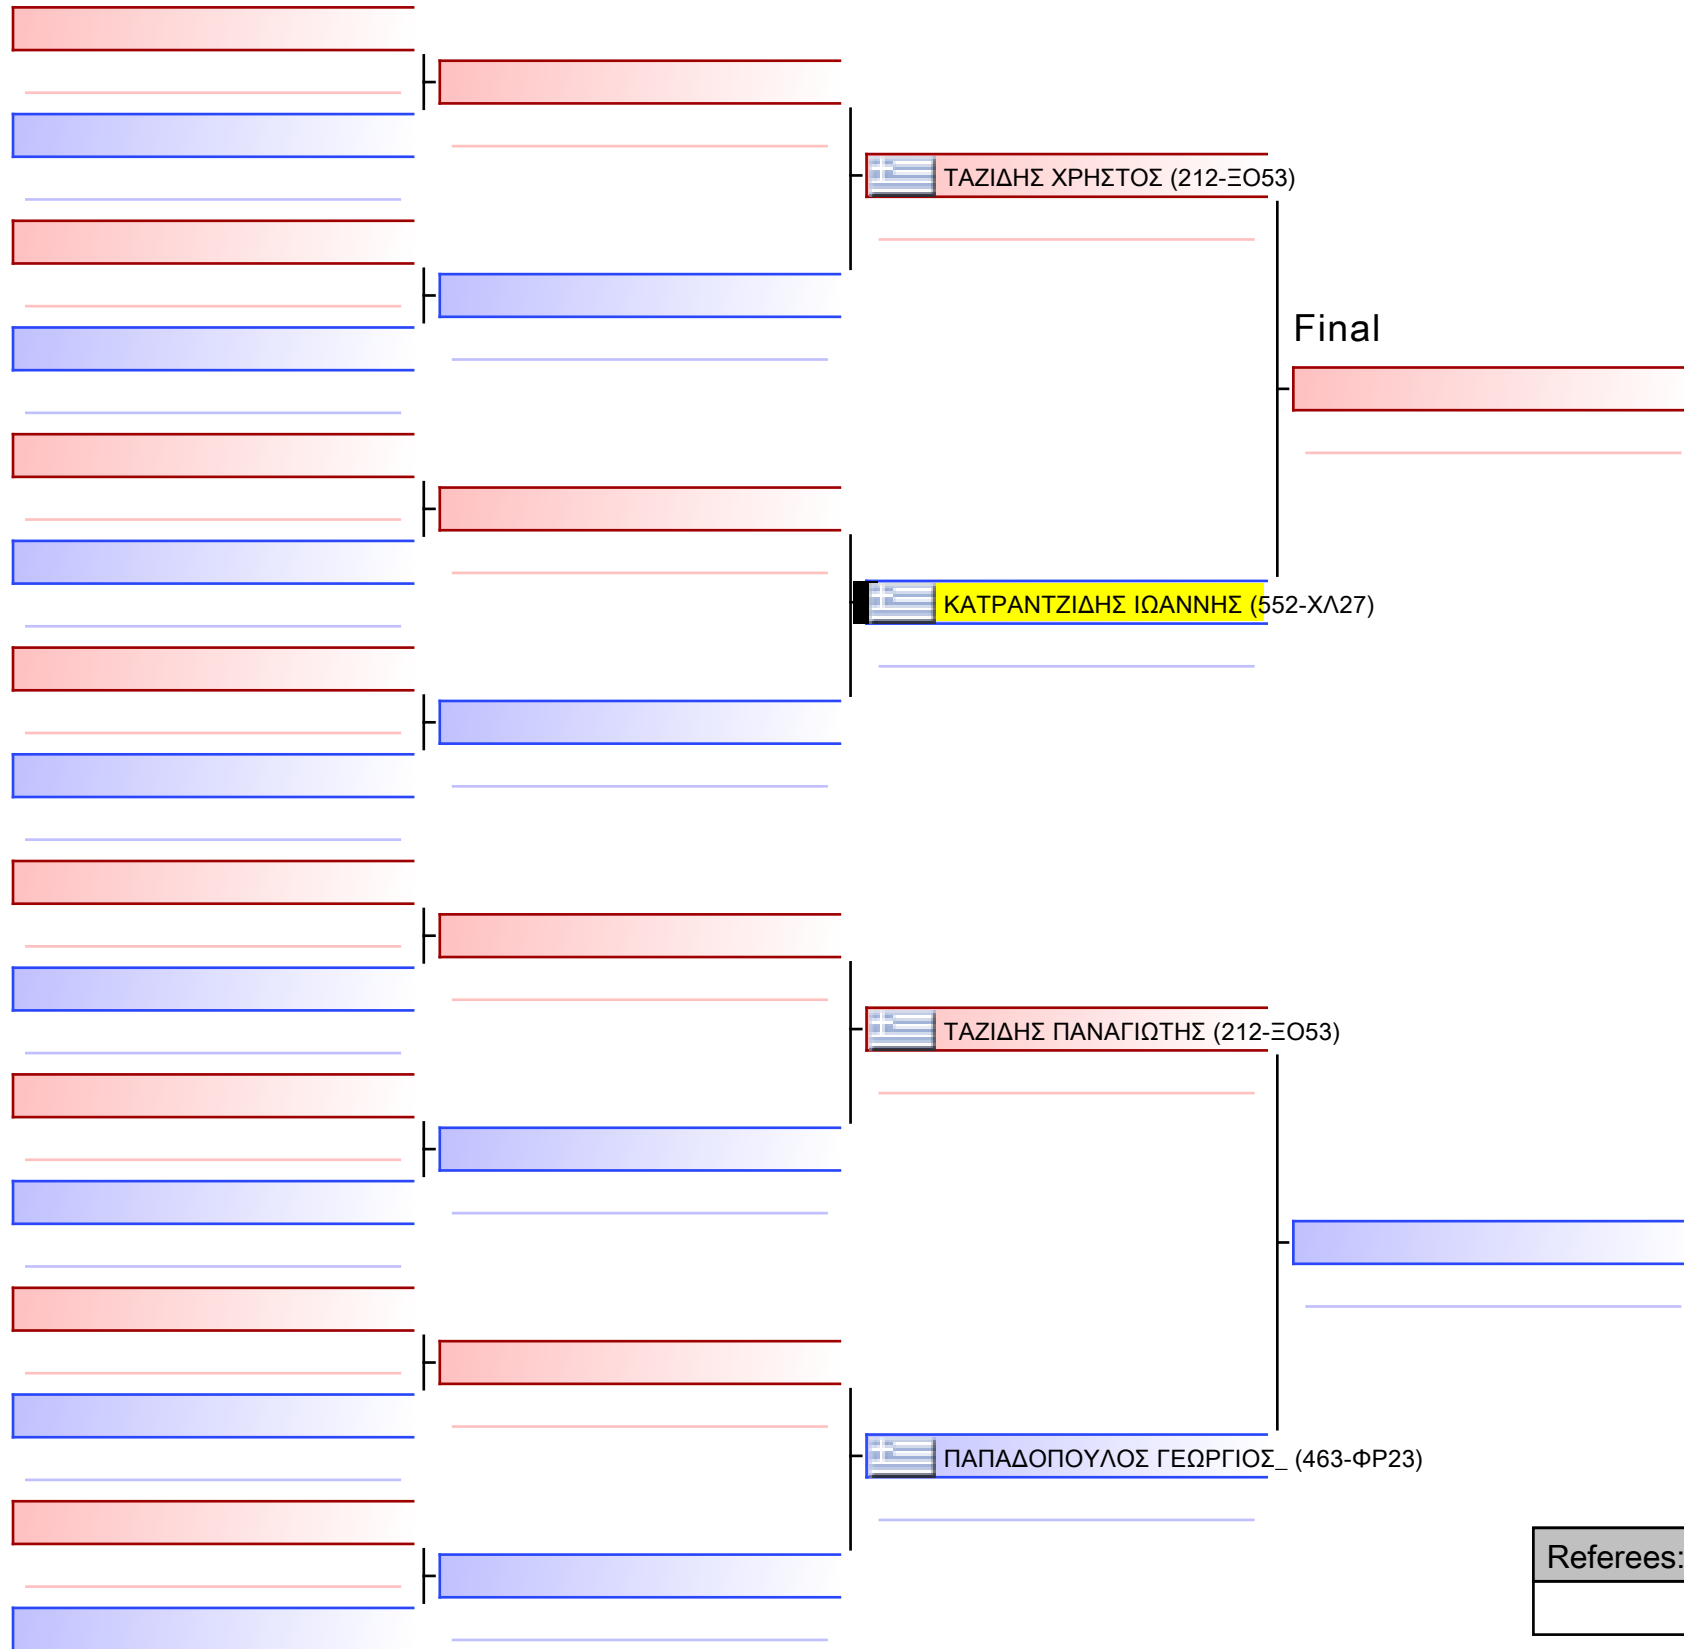 ΤΑΖΙΔΗΣ ΧΡΗΣΤΟΣ (212-ΞΟ53)
Final
ΚΑΤΡΑΝΤΖΙΔΗΣ ΙΩΑΝΝΗΣ (552-ΧΛ27)
ΤΑΖΙΔΗΣ ΠΑΝΑΓΙΩΤΗΣ (212-ΞΟ53)
ΠΑΠΑΔΟΠΟΥΛΟΣ ΓΕΩΡΓΙΟΣ_ (463-ΦΡ23)
Referees: